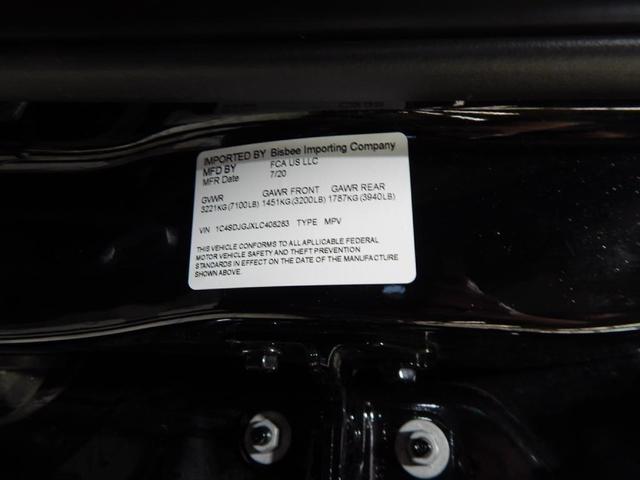 IMPORTED BY Bisbee Importing Company
MFD BY FCA US LLC
MFR Date 7/20
GVWR GAWR FRONT GAWR REAR
3221KG(7100LB) 1451KG(3200LB) 1787KG(3940LB)
VIN 1C4SDJGJXLC408283 TYPE MPV
THIS VEHICLE CONFORMS TO ALL APLLICABLE FEDERAL
MOTOR VEHICLE SAFETY AND THEFT PREVENTION
STANDARDS IN EFFECT ON THE DATE OF THE MANUFACTURE
SHOWN ABOVE.